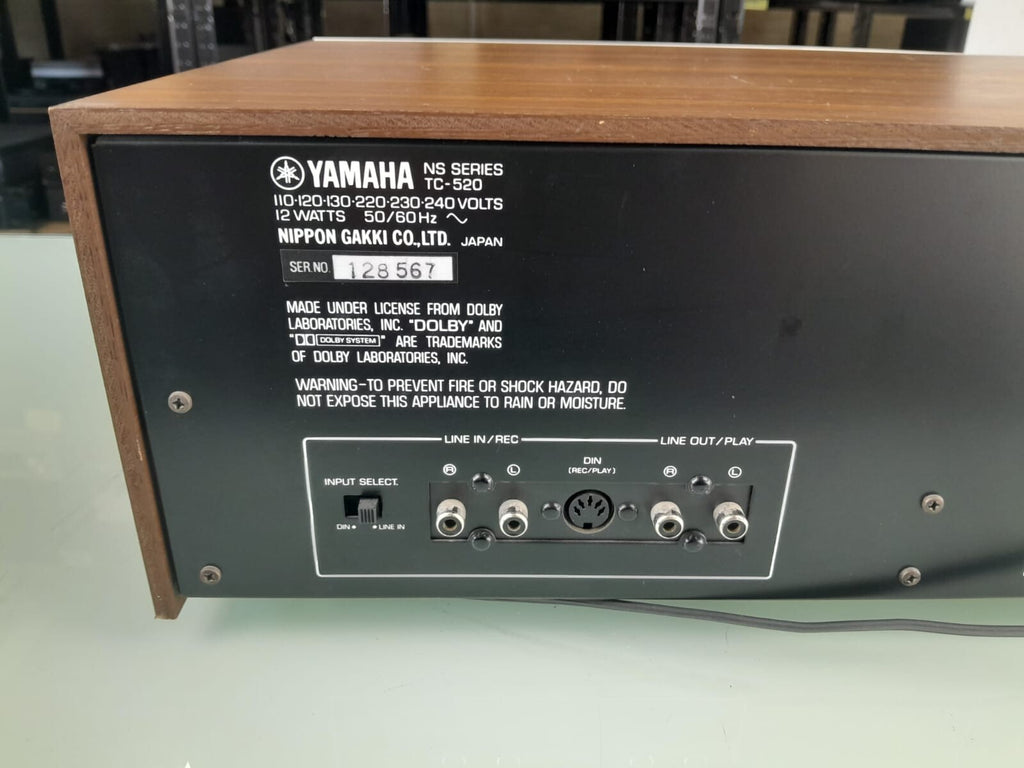 YAMAHA NS SERIES
TC-520
110·120·130·220·230·240 VOLTS
12 WATTS 50/60 Hz ~
NIPPON GAKKI CO., LTD. JAPAN
SER. NO. 128567
MADE UNDER LICENSE FROM DOLBY
LABORATORIES, INC. "DOLBY" AND
"DOLBY SYSTEM" ARE TRADEMARKS
OF DOLBY LABORATORIES, INC.
WARNING-TO PREVENT FIRE OR SHOCK HAZARD, DO
NOT EXPOSE THIS APPLIANCE TO RAIN OR MOISTURE.
LINE IN/REC LINE OUT/PLAY
R L DIN R L
(REC/PLAY)
INPUT SELECT.
DIN• •LINE IN